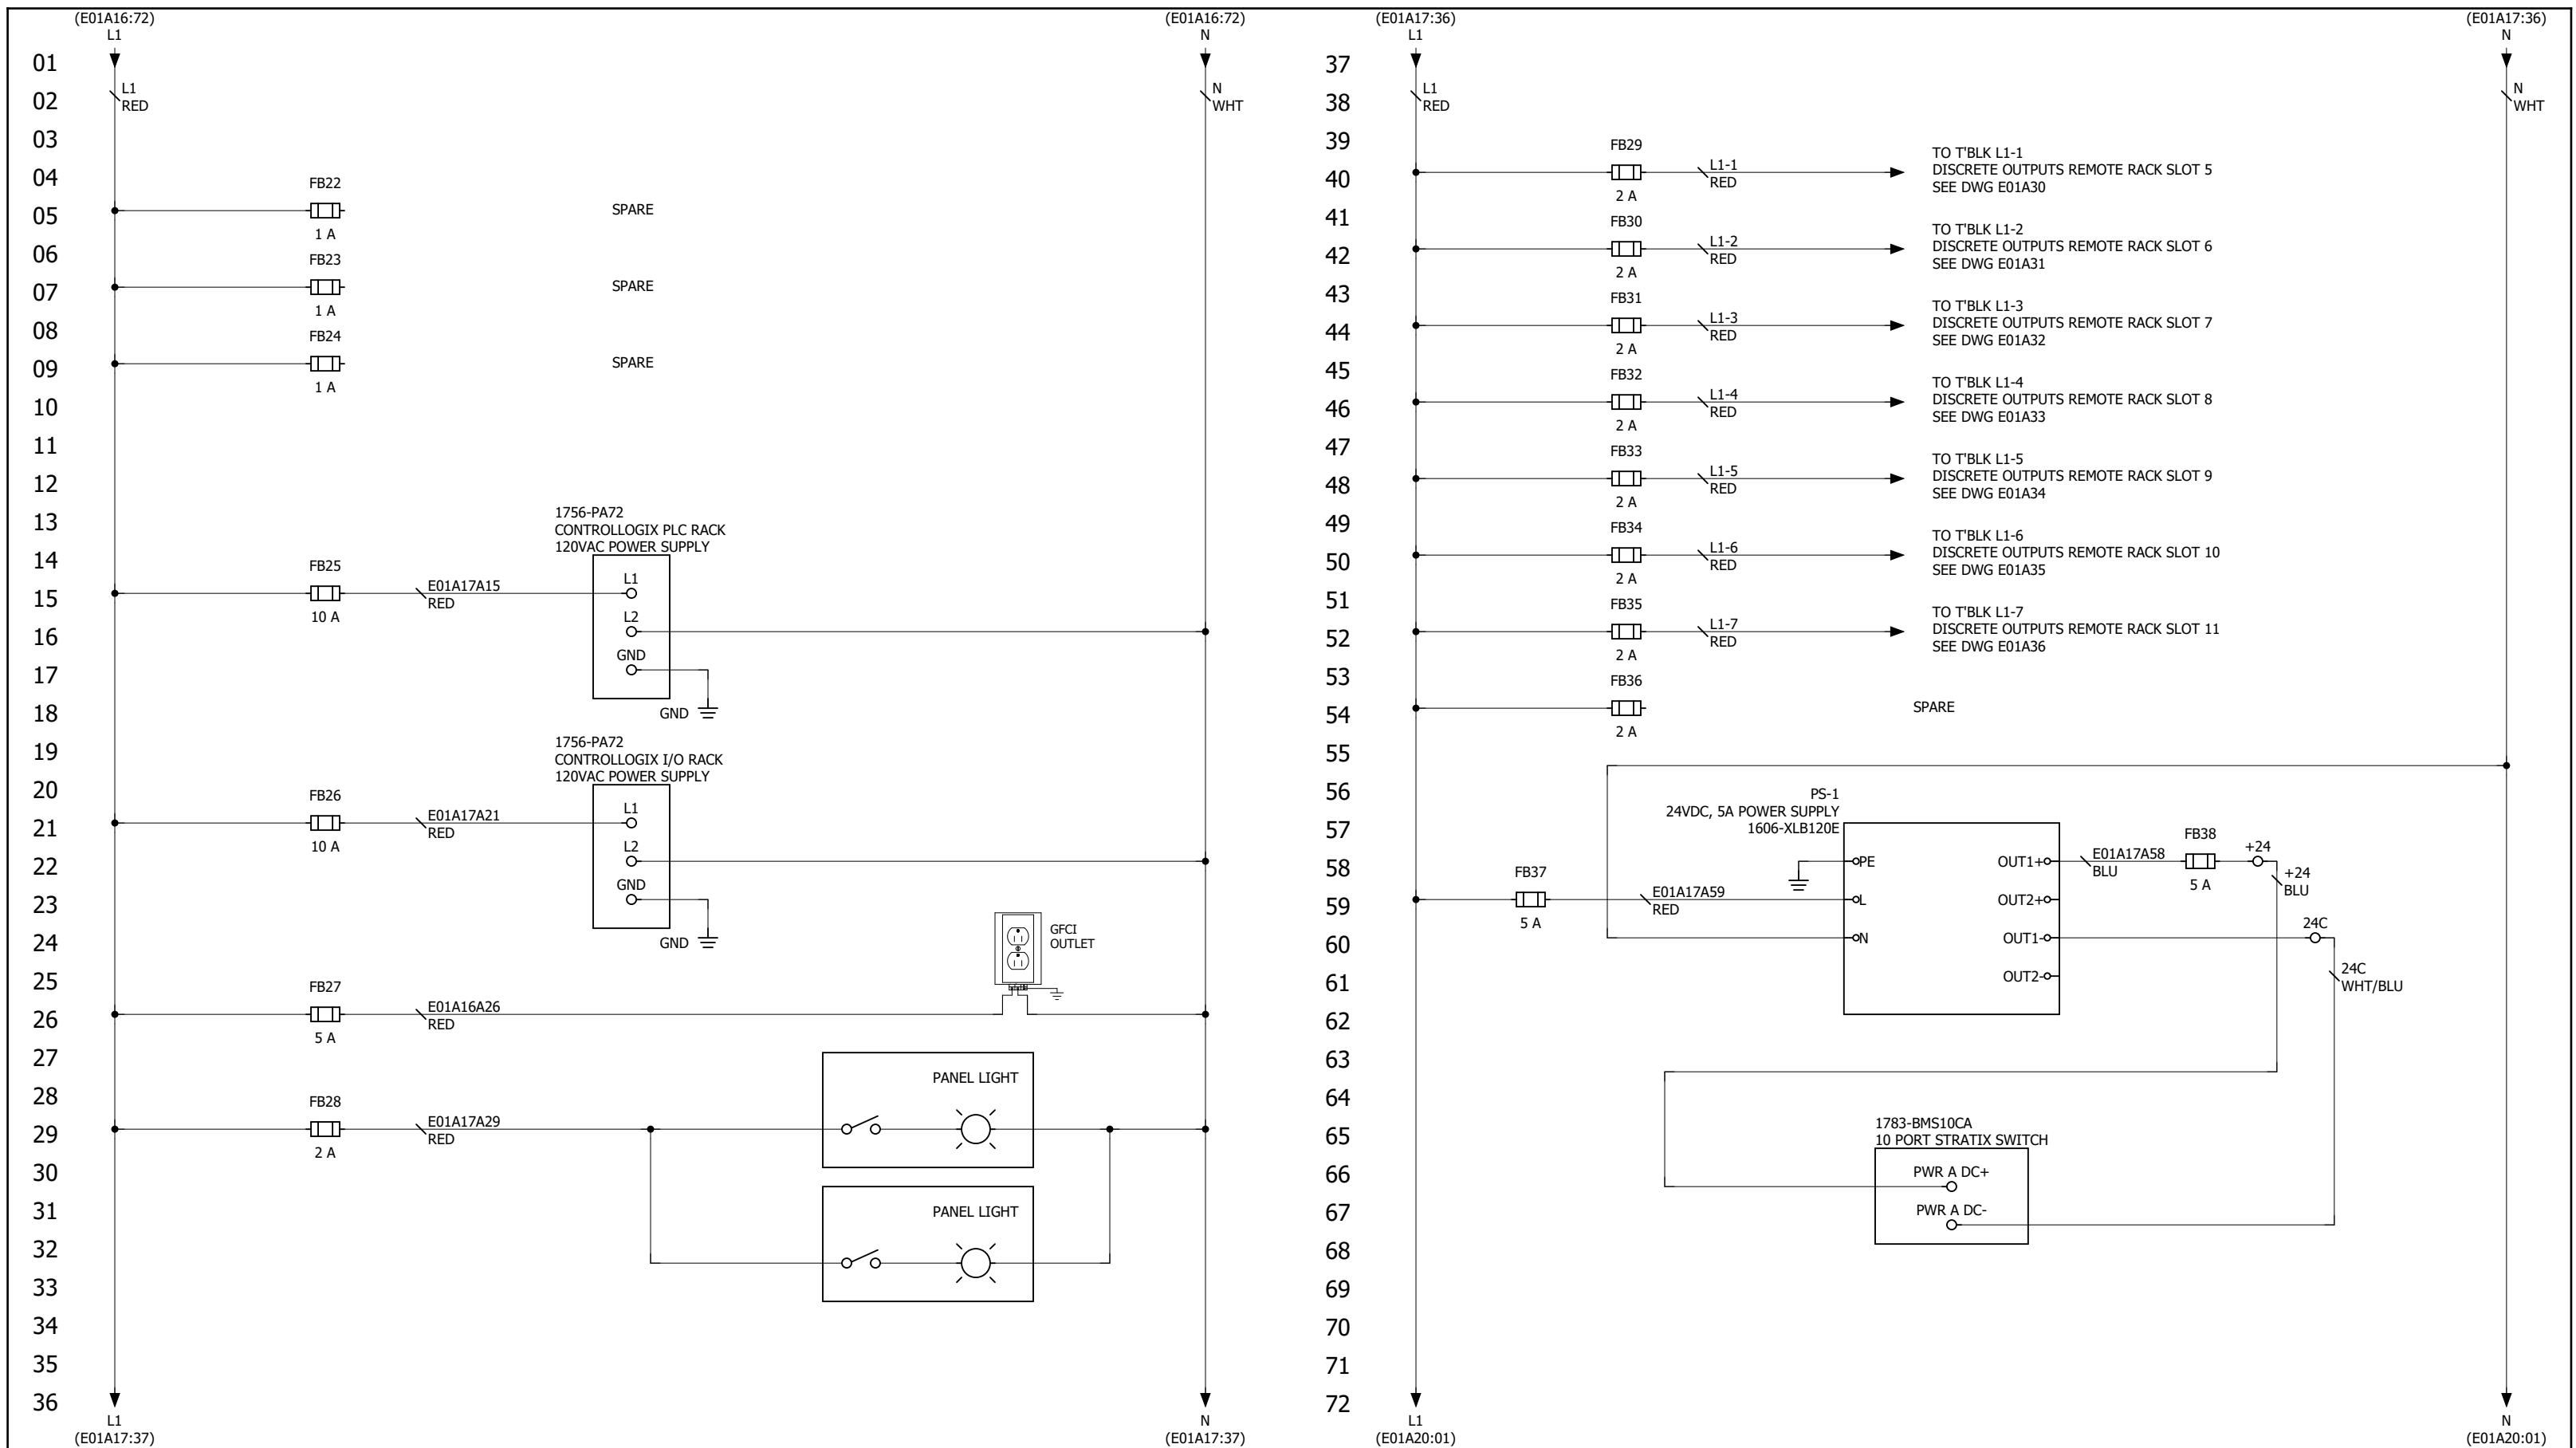 (E01A16:72)
L1
(E01A16:72)
N
01
L1
02
RED
N
WHT
03
04
FB22
05
SPARE
1 A
06
FB23
07
SPARE
1 A
08
FB24
09
SPARE
1 A
10
11
12
13
1756-PA72
CONTROLLOGIX PLC RACK
120VAC POWER SUPPLY
14
FB25
L1
15
E01A17A15
RED
10 A
L2
16
GND
17
18
GND
19
1756-PA72
CONTROLLOGIX I/O RACK
120VAC POWER SUPPLY
20
FB26
L1
21
E01A17A21
RED
10 A
L2
22
GND
23
24
GND
GFCI
OUTLET
25
FB27
26
E01A16A26
RED
5 A
27
PANEL LIGHT
28
FB28
29
E01A17A29
RED
2 A
30
31
PANEL LIGHT
32
33
34
35
36
L1
(E01A17:37)
N
(E01A17:37)
(E01A17:36)
L1
(E01A17:36)
N
37
L1
38
RED
N
WHT
39
FB29
L1-1
40
RED
2 A
TO T'BLK L1-1
DISCRETE OUTPUTS REMOTE RACK SLOT 5
SEE DWG E01A30
41
FB30
L1-2
42
RED
2 A
TO T'BLK L1-2
DISCRETE OUTPUTS REMOTE RACK SLOT 6
SEE DWG E01A31
43
FB31
L1-3
44
RED
2 A
TO T'BLK L1-3
DISCRETE OUTPUTS REMOTE RACK SLOT 7
SEE DWG E01A32
45
FB32
L1-4
46
RED
2 A
TO T'BLK L1-4
DISCRETE OUTPUTS REMOTE RACK SLOT 8
SEE DWG E01A33
47
FB33
L1-5
48
RED
2 A
TO T'BLK L1-5
DISCRETE OUTPUTS REMOTE RACK SLOT 9
SEE DWG E01A34
49
FB34
L1-6
50
RED
2 A
TO T'BLK L1-6
DISCRETE OUTPUTS REMOTE RACK SLOT 10
SEE DWG E01A35
51
FB35
L1-7
52
RED
2 A
TO T'BLK L1-7
DISCRETE OUTPUTS REMOTE RACK SLOT 11
SEE DWG E01A36
53
FB36
54
SPARE
2 A
55
56
PS-1
24VDC, 5A POWER SUPPLY
1606-XLB120E
57
58
PE
OUT1+
E01A17A58
BLU
FB38
5 A
+24
+24
BLU
FB37
59
E01A17A59
RED
5 A
L
OUT2+
60
N
OUT1-
24C
61
OUT2-
24C
WHT/BLU
62
63
64
65
1783-BMS10CA
10 PORT STRATIX SWITCH
66
PWR A DC+
67
PWR A DC-
68
69
70
71
72
L1
(E01A20:01)
N
(E01A20:01)